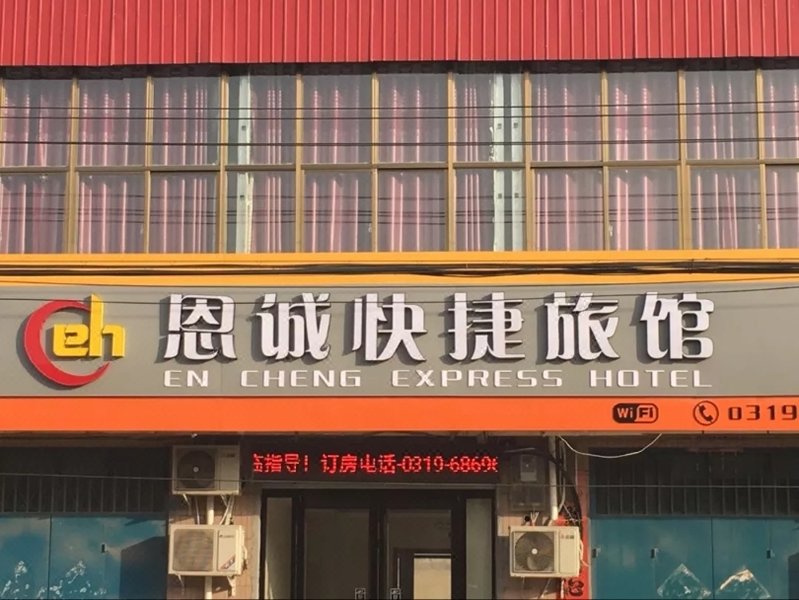 eh 恩诚快捷旅馆
EN CHENG EXPRESS HOTEL
WiFi 0319
临指导！订房电话-0319-6869